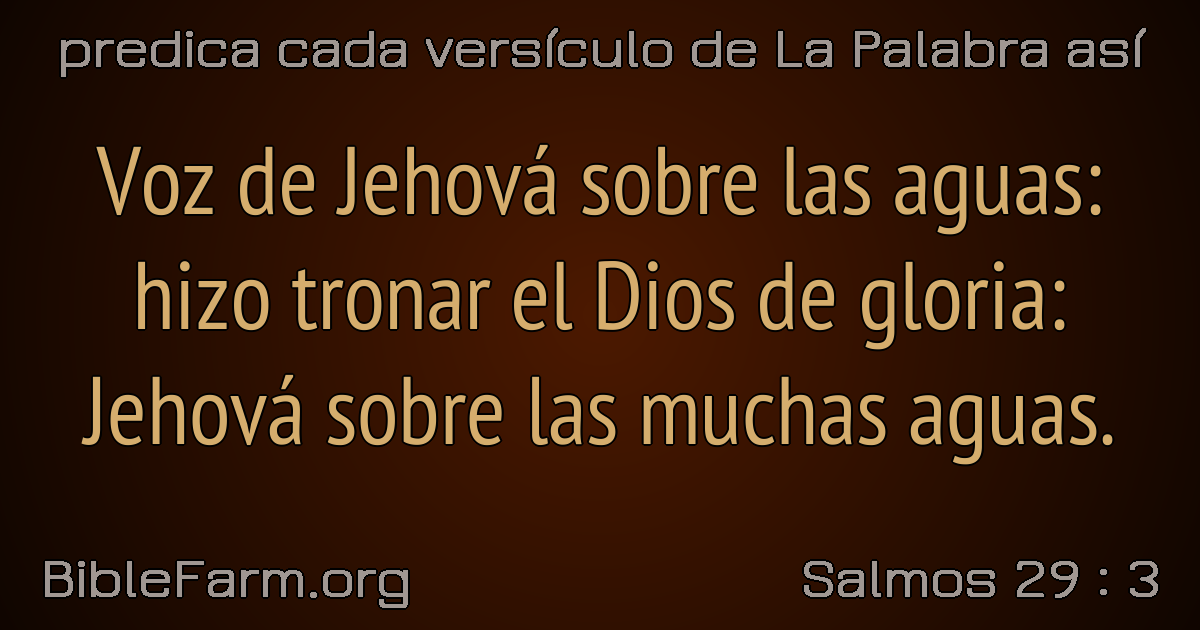 predica cada versículo de La Palabra así
Voz de Jehová sobre las aguas:
hizo tronar el Dios de gloria:
Jehová sobre las muchas aguas.
BibleFarm.org
Salmos 29 : 3